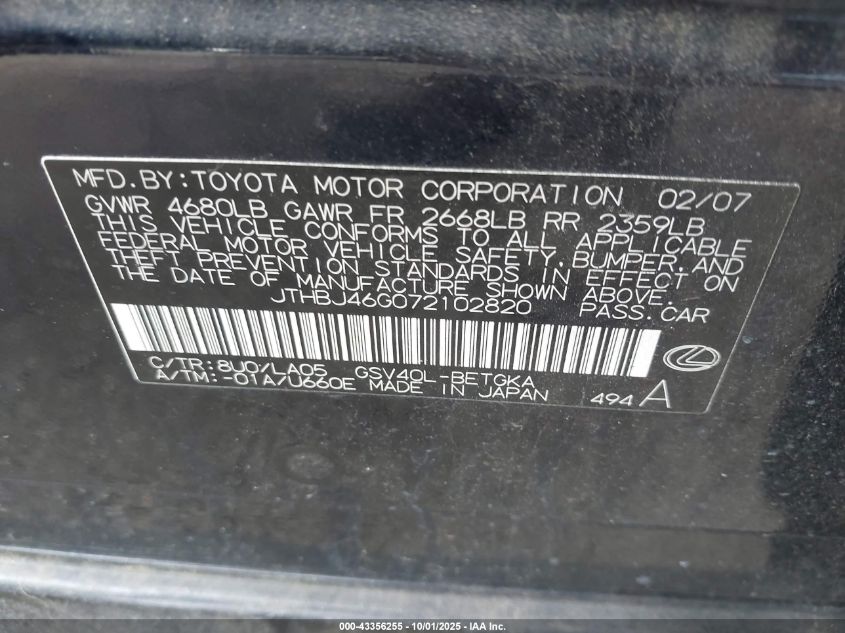 MFD.BY:TOYOTA MOTOR CORPORATION 02/07
GVWR 4680LB GAWR FR 2668LB RR 2359LB
THIS VEHICLE CONFORMS TO ALL APPLICABLE
FEDERAL MOTOR VEHICLE SAFETY,BUMPER,AND
THEFT PREVENTION STANDARDS IN EFFECT ON
THE DATE OF MANUFACTURE SHOWN ABOVE.
JTHBJ46G072102820 PASS.CAR
C/TR:8U0/LA05 GSV40L-BETGKA
A/TM:-01A/U660E MADE IN JAPAN
494 A
000-43356255 - 10/01/2025 - IAA Inc.